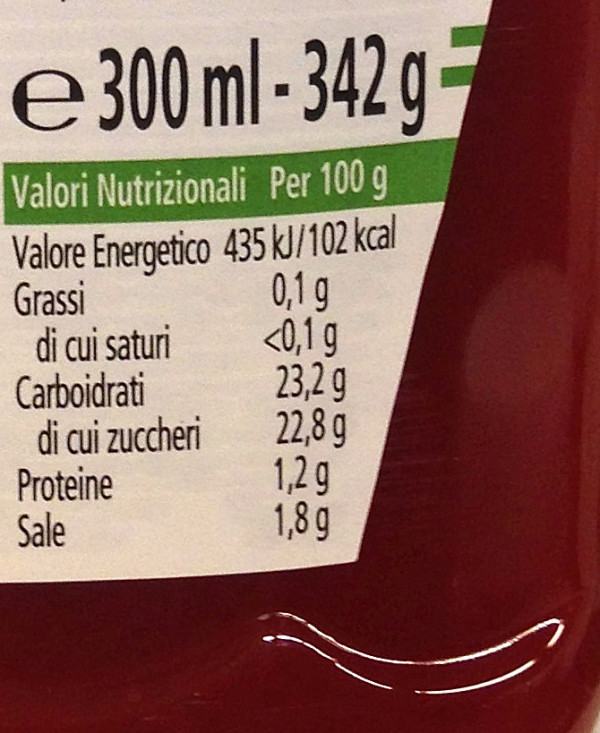 ℮ 300 ml - 342 g
Valori Nutrizionali Per 100 g
Valore Energetico 435 kJ/102 kcal
Grassi 0,1 g
di cui saturi <0,1 g
Carboidrati 23,2 g
di cui zuccheri 22,8 g
Proteine 1,2 g
Sale 1,8 g